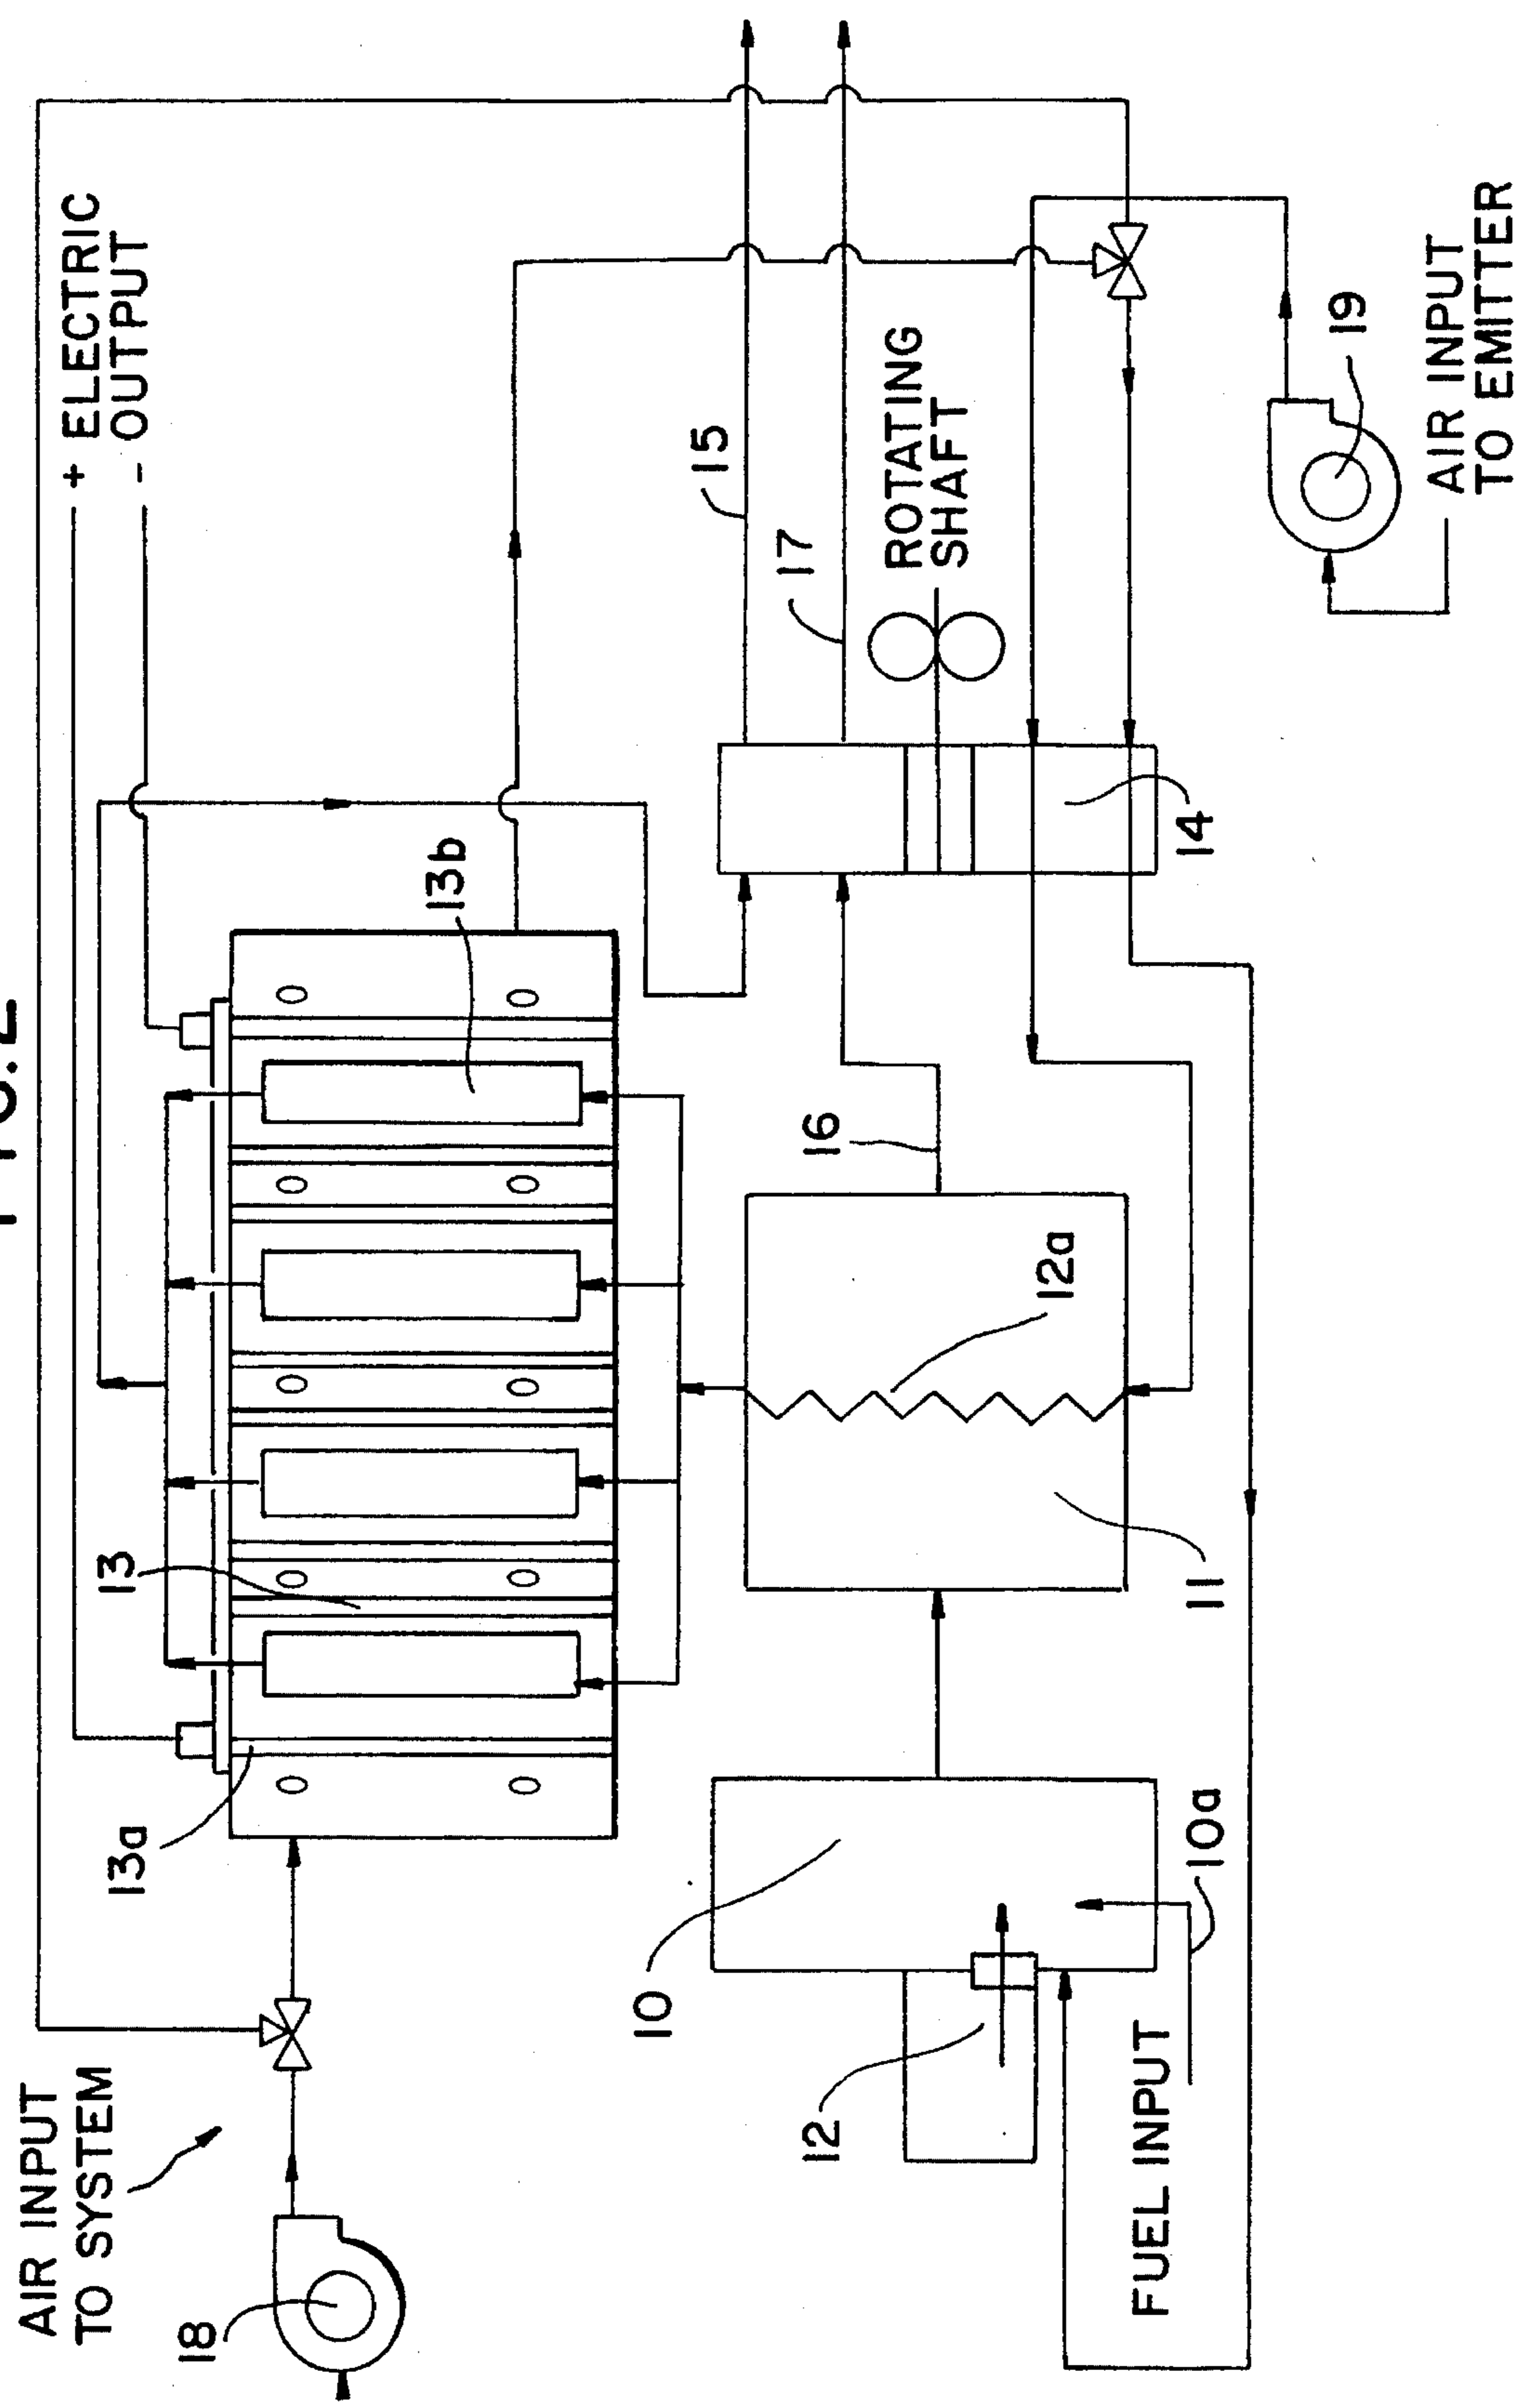 FIG.2
AIR INPUT
TO SYSTEM
+ ELECTRIC
- OUTPUT
18
13a
13
13b
15
10
12
16
17
ROTATING
SHAFT
12a
FUEL INPUT
10a
11
14
19
AIR INPUT
TO EMITTER